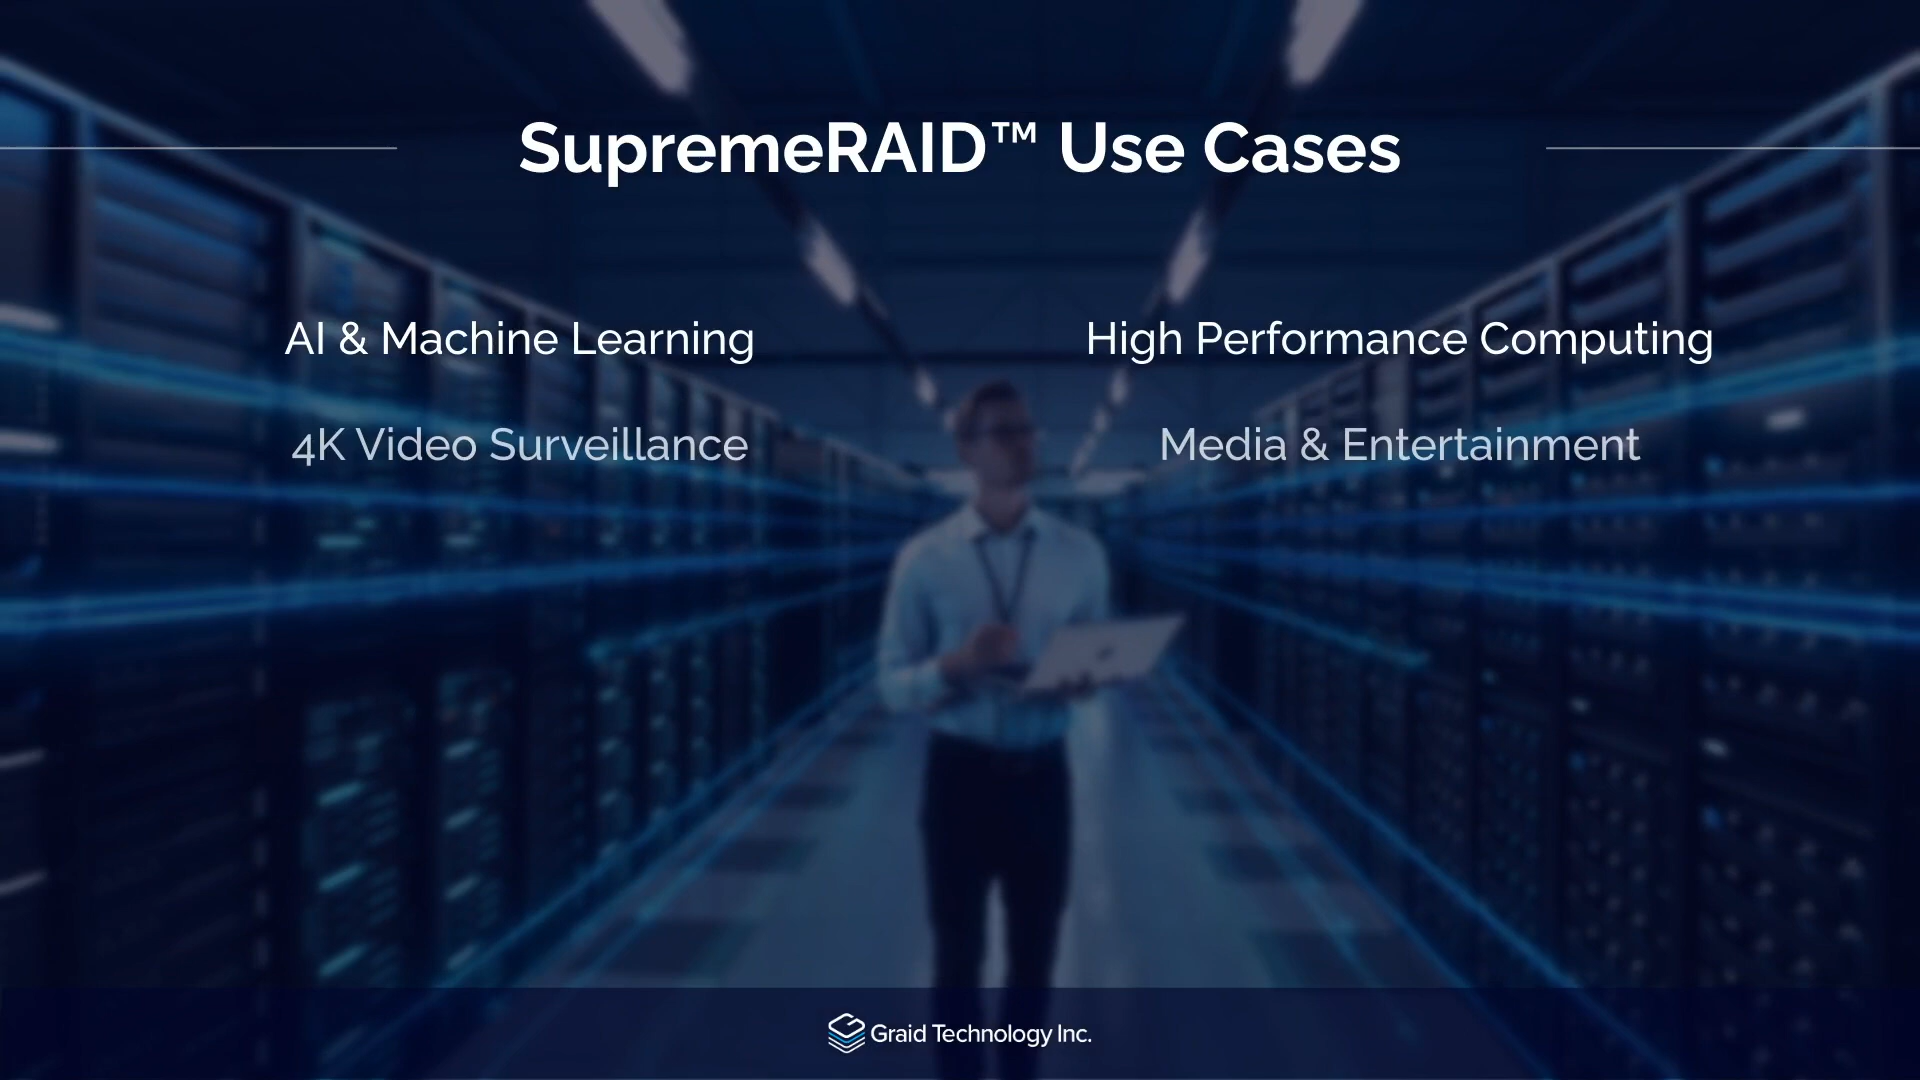 SupremeRAID™ Use Cases
AI & Machine Learning
High Performance Computing
4K Video Surveillance
Media & Entertainment
Graid Technology Inc.